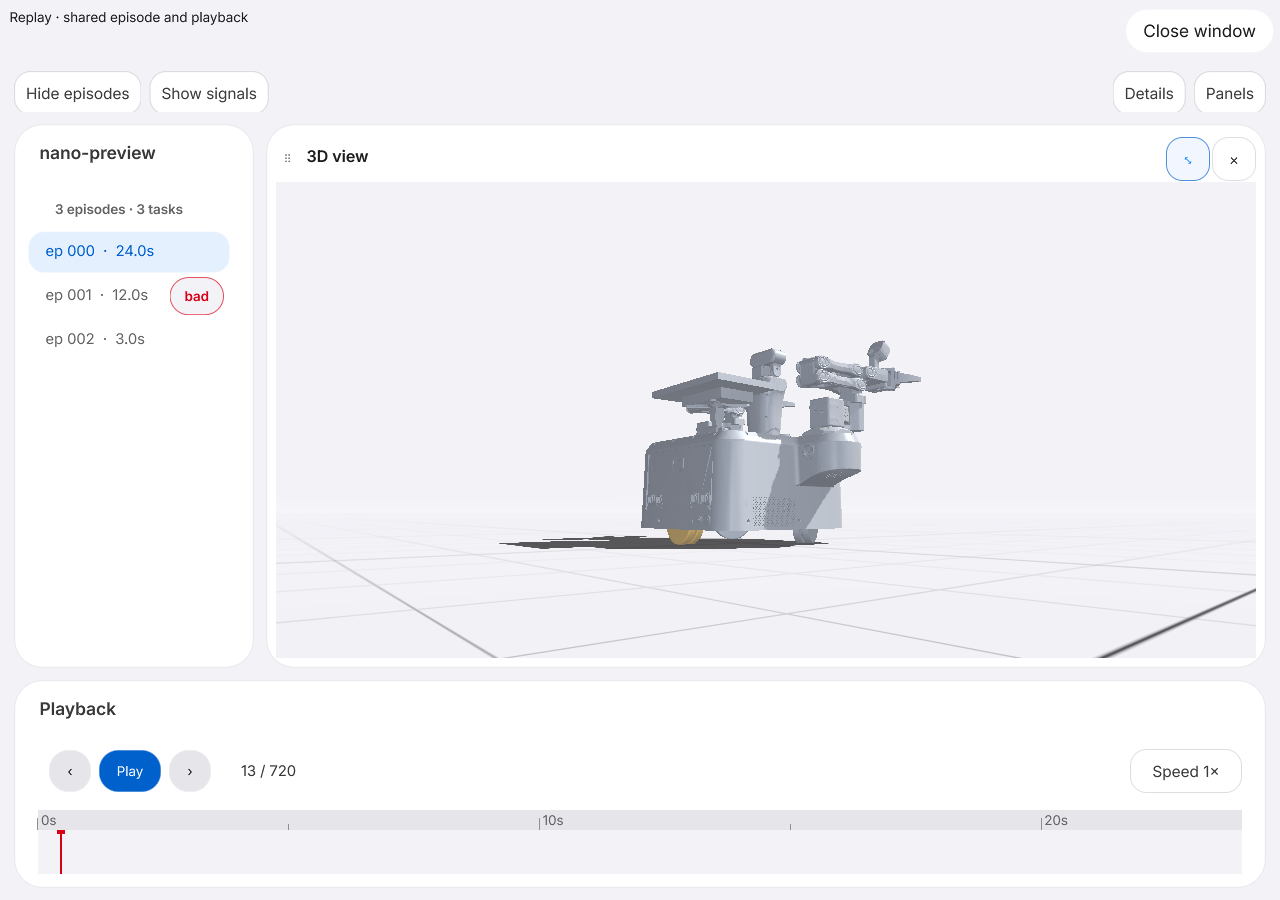 Replay · shared episode and playback
Close window
Hide episodes
Show signals
Details
Panels
nano-preview
3D view
3 episodes · 3 tasks
ep 000 · 24.0s
ep 001 · 12.0s
bad
ep 002 · 3.0s
Playback
‹
Play
›
13 / 720
Speed 1×
0s
10s
20s